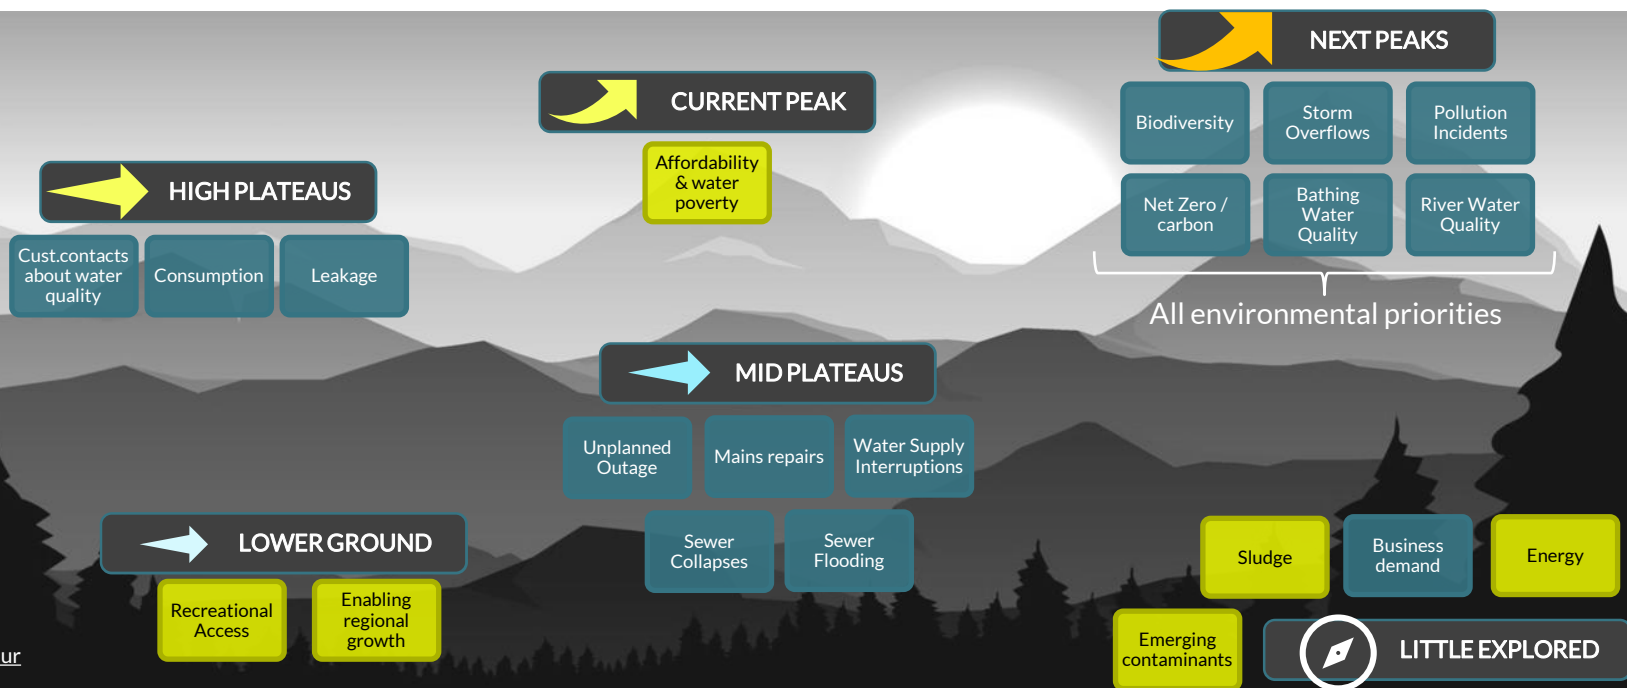 NEXT PEAKS
Biodiversity
Storm
Overflows
Pollution
Incidents
Net Zero /
carbon
Bathing
Water
Quality
River Water
Quality
All environmental priorities
CURRENT PEAK
Affordability
& water
poverty
HIGH PLATEAUS
Cust.contacts
about water
quality
Consumption
Leakage
MID PLATEAUS
Unplanned
Outage
Mains repairs
Water Supply
Interruptions
Sewer
Collapses
Sewer
Flooding
LOWER GROUND
Recreational
Access
Enabling
regional
growth
Sludge
Business
demand
Energy
Emerging
contaminants
LITTLE EXPLORED
ur